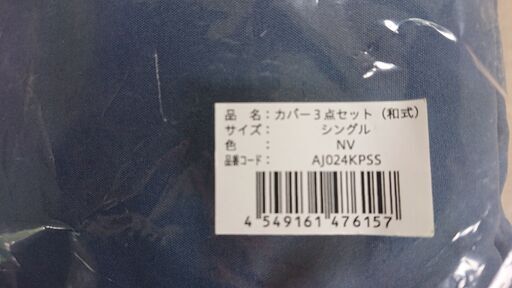 品　名：カバー３点セット（和式）
サイズ：　シングル
色　　：　NV
品番コード：　AJ024KPSS
4 549161 476157